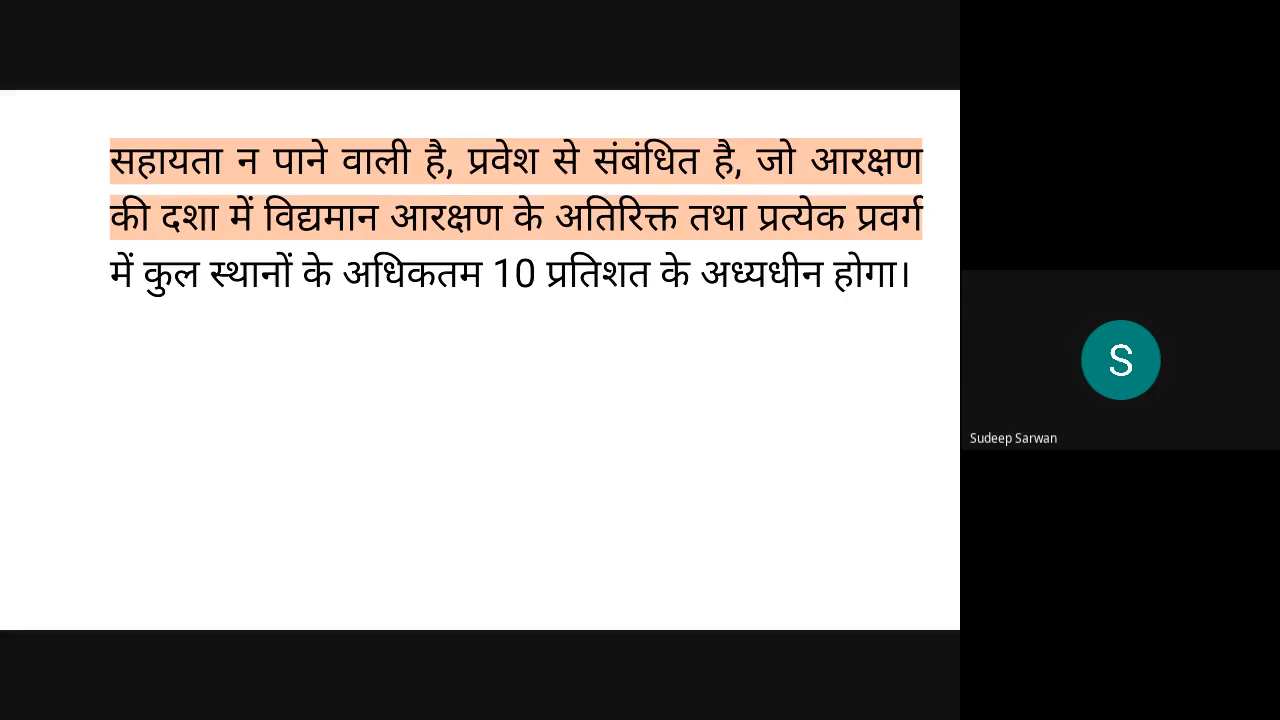 सहायता न पाने वाली है, प्रवेश से संबंधित है, जो आरक्षण
की दशा में विद्यमान आरक्षण के अतिरिक्त तथा प्रत्येक प्रवर्ग
में कुल स्थानों के अधिकतम 10 प्रतिशत के अध्यधीन होगा।
S
Sudeep Sarwan